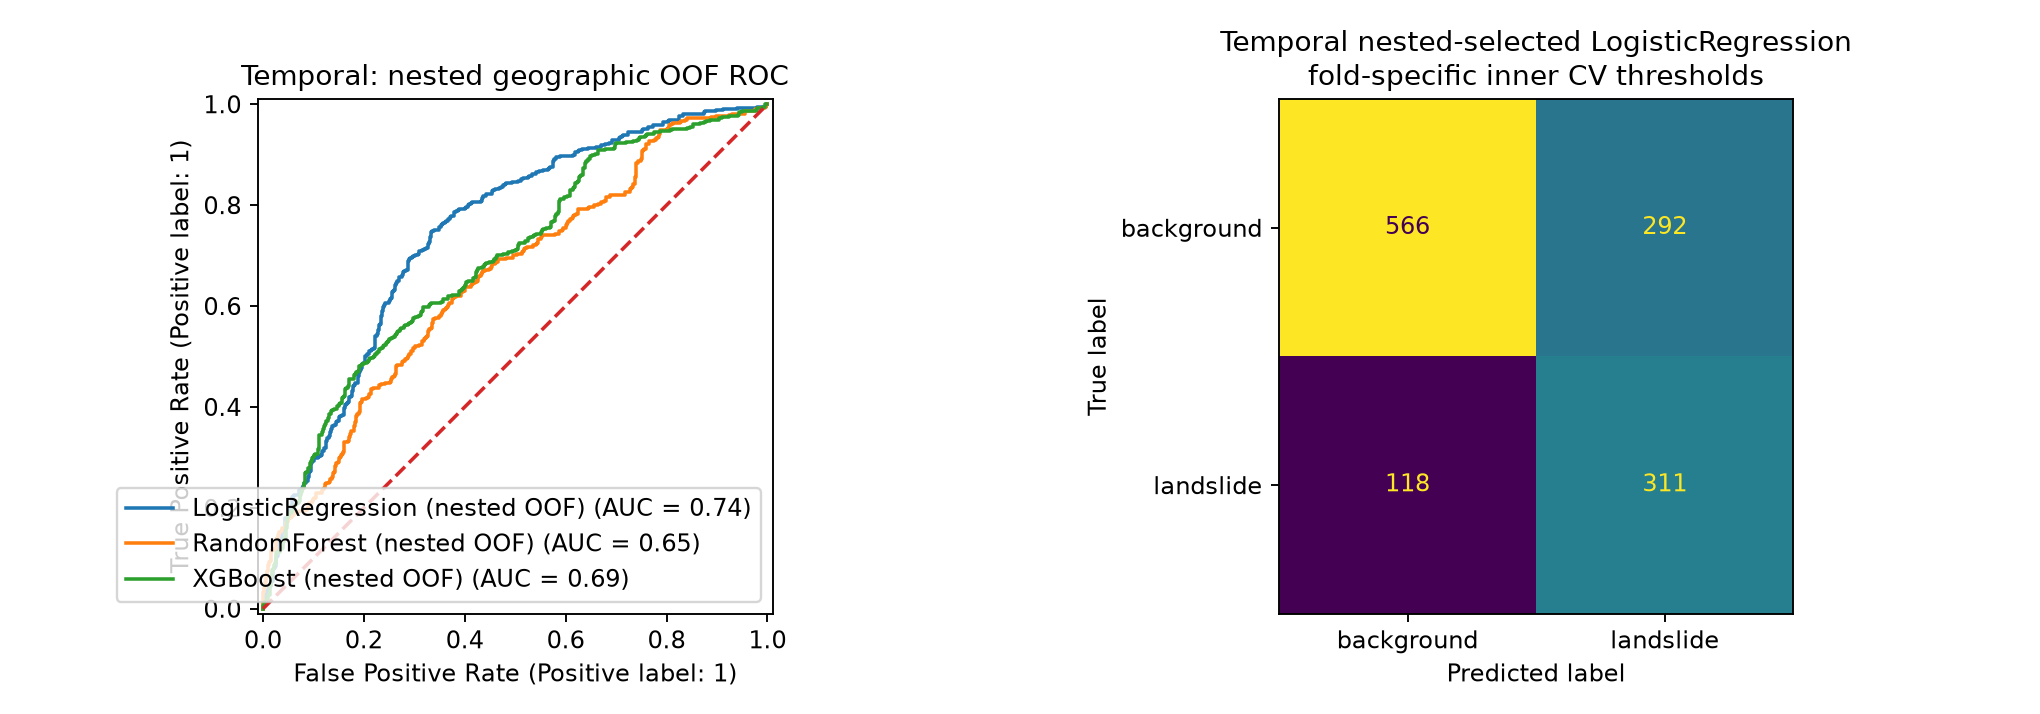 Temporal: nested geographic OOF ROC
True Positive Rate (Positive label: 1)
1.0
0.8
0.6
0.4
0.2
0.0
LogisticRegression (nested OOF) (AUC = 0.74)
RandomForest (nested OOF) (AUC = 0.65)
XGBoost (nested OOF) (AUC = 0.69)
0.0 0.2 0.4 0.6 0.8 1.0
False Positive Rate (Positive label: 1)
Temporal nested-selected LogisticRegression
fold-specific inner CV thresholds
True label
background
566 292
landslide
118 311
background landslide
Predicted label